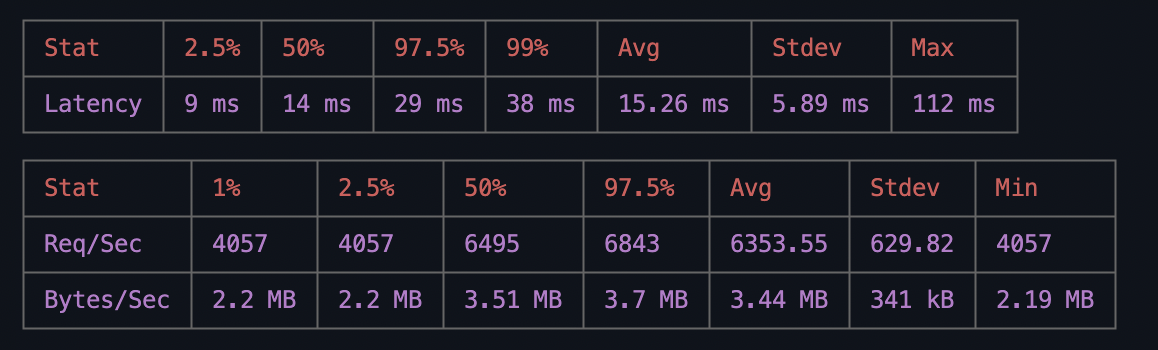 Stat 2.5% 50% 97.5% 99% Avg Stdev Max
Latency 9 ms 14 ms 29 ms 38 ms 15.26 ms 5.89 ms 112 ms
Stat 1% 2.5% 50% 97.5% Avg Stdev Min
Req/Sec 4057 4057 6495 6843 6353.55 629.82 4057
Bytes/Sec 2.2 MB 2.2 MB 3.51 MB 3.7 MB 3.44 MB 341 kB 2.19 MB